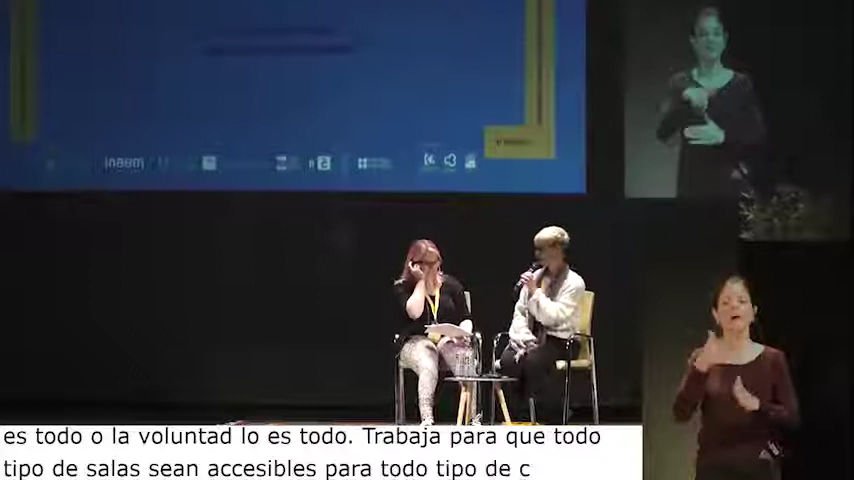 inaem
es todo o la voluntad lo es todo. Trabaja para que todo
tipo de salas sean accesibles para todo tipo de c